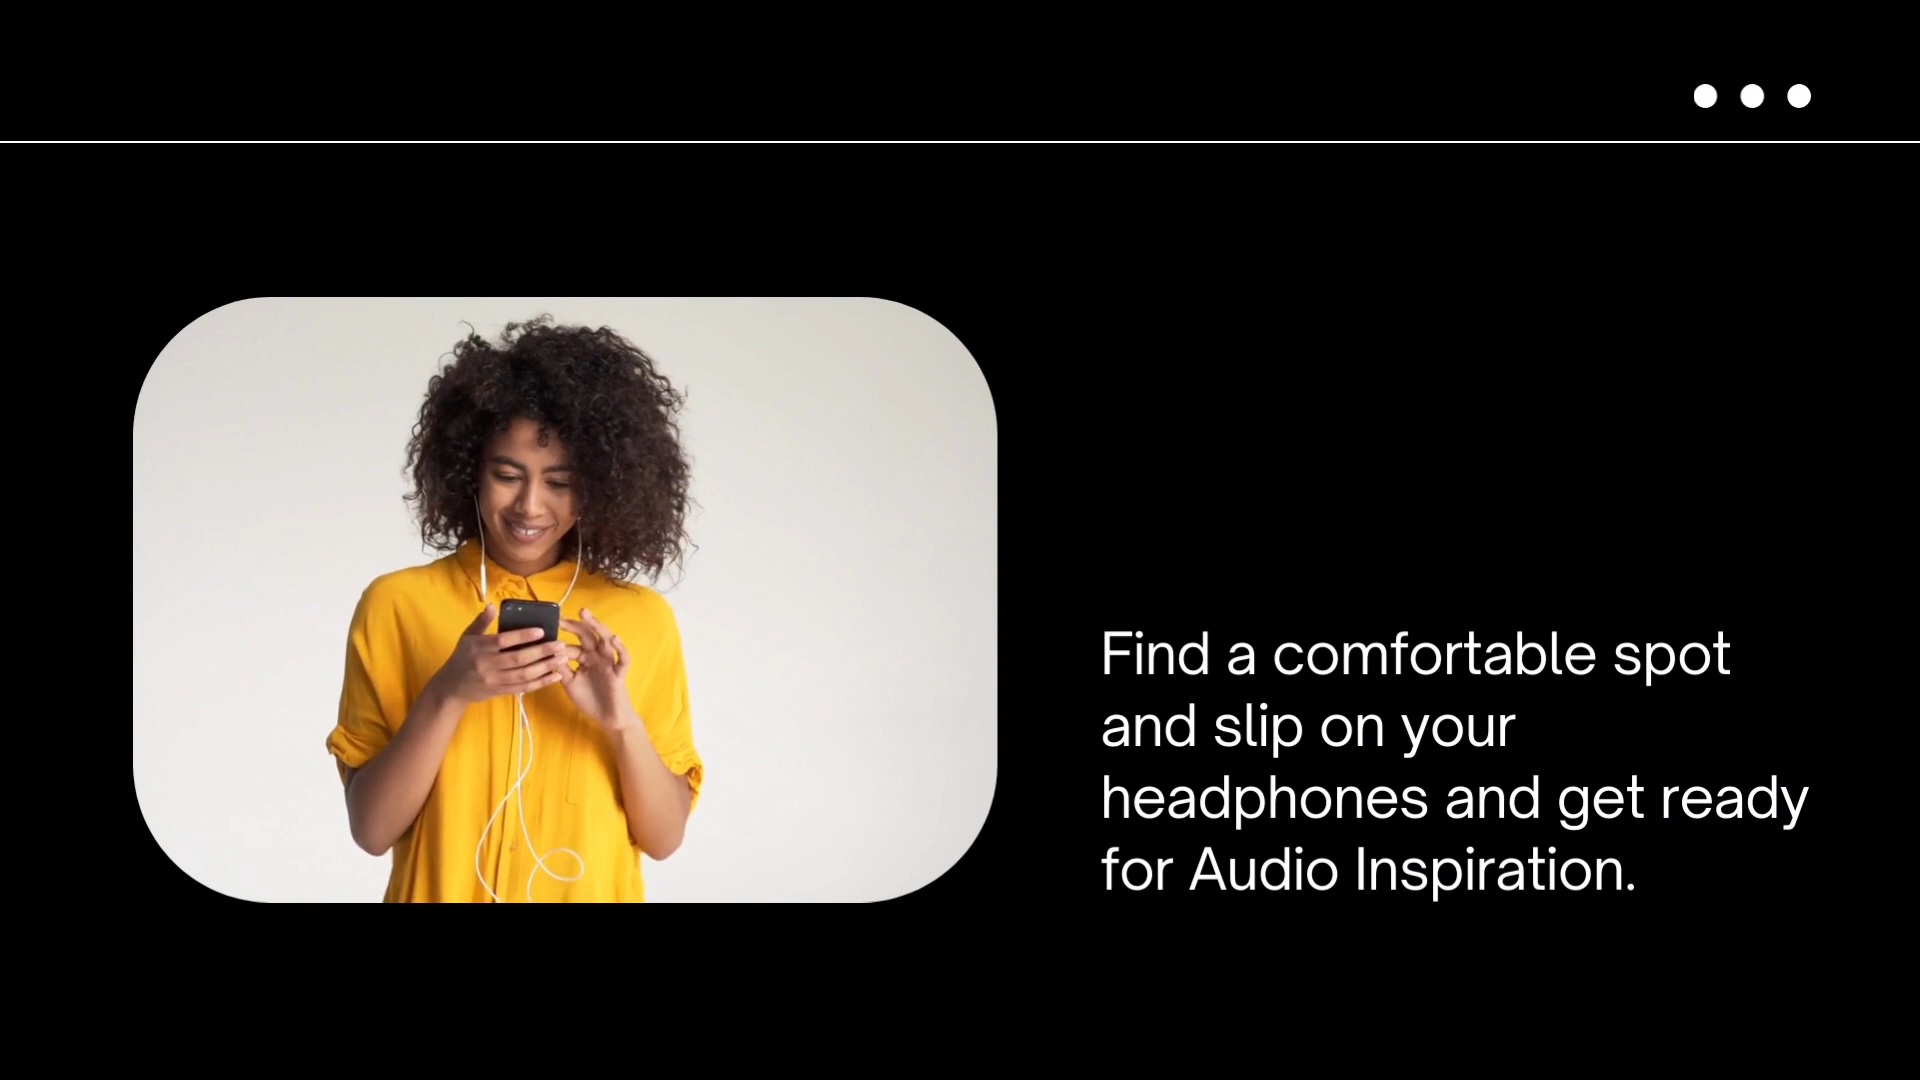 Find a comfortable spot
and slip on your
headphones and get ready
for Audio Inspiration.